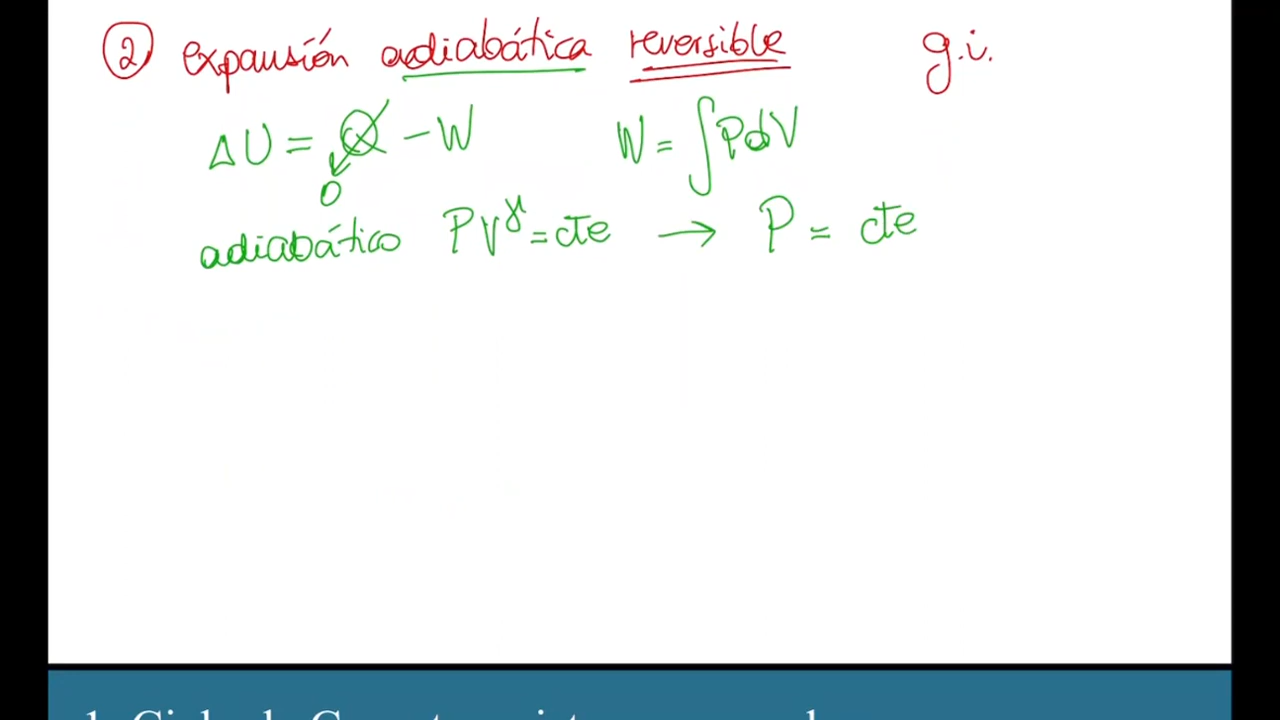 ② expansión adiabática reversible g.i.
ΔU = Q - W W = ∫PdV
0
adiabático PV^γ = cte → P = cte